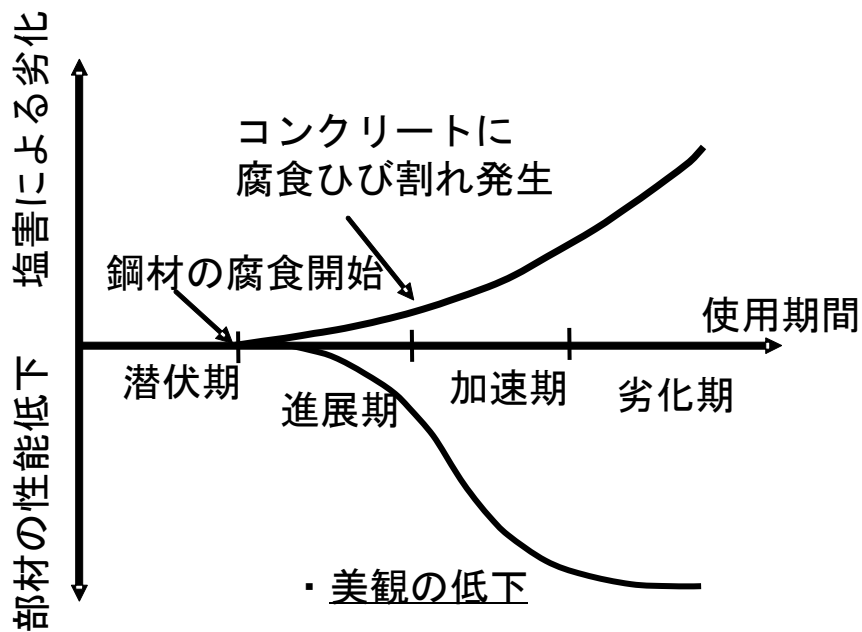 塩害による劣化
コンクリートに
腐食ひび割れ発生
鋼材の腐食開始
使用期間
潜伏期
進展期
加速期
劣化期
部材の性能低下
・美観の低下